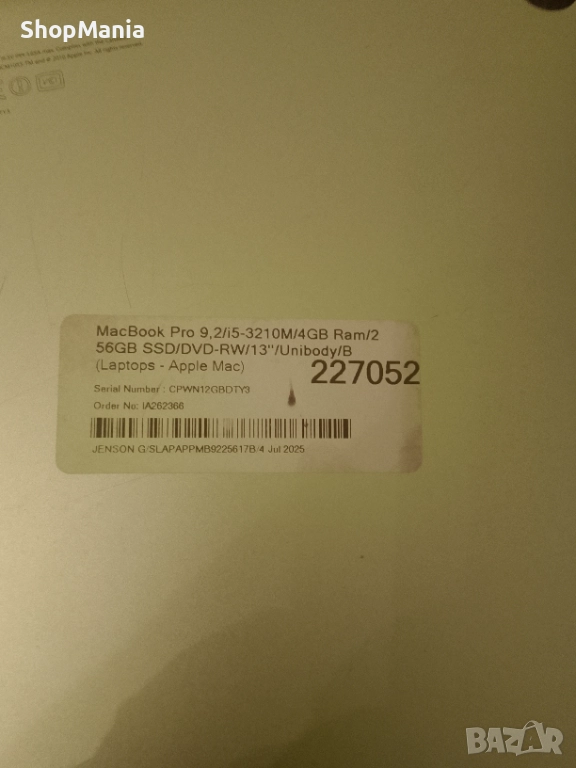 ShopMania
MacBook Pro 9,2/i5-3210M/4GB Ram/2
56GB SSD/DVD-RW/13"/Unibody/B
(Laptops - Apple Mac)
227052
Serial Number : CPWN12GBDTY3
Order No: IA262366
JENSON G/SLAPAPPMB9225617B/4 Jul 2025
BAZAR